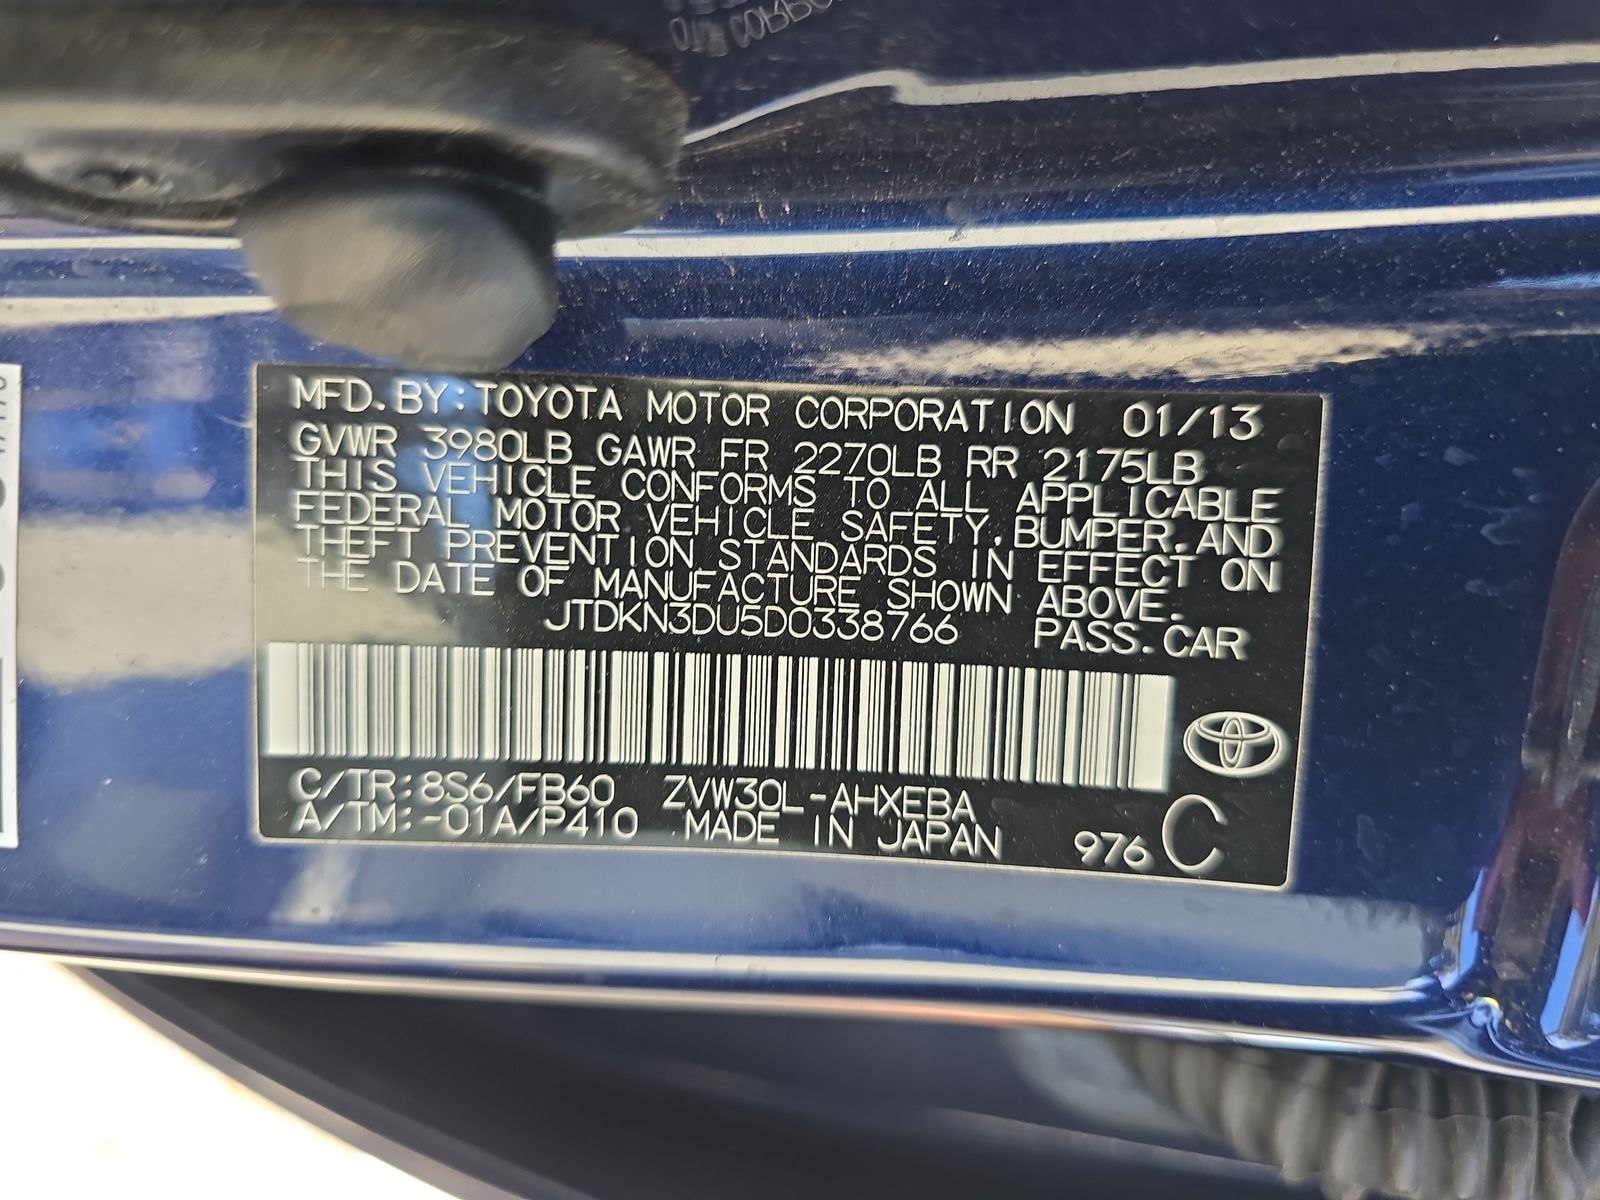 MFD.BY:TOYOTA MOTOR CORPORATION 01/13
GVWR 3980LB GAWR FR 2270LB RR 2175LB
THIS VEHICLE CONFORMS TO ALL APPLICABLE
FEDERAL MOTOR VEHICLE SAFETY,BUMPER,AND
THEFT PREVENTION STANDARDS IN EFFECT ON
THE DATE OF MANUFACTURE SHOWN ABOVE.
JTDKN3DU5D0338766 PASS.CAR
C/TR:8S6/FB60 ZVW30L-AHXEBA
A/TM:-01A/P410 MADE IN JAPAN 976 C